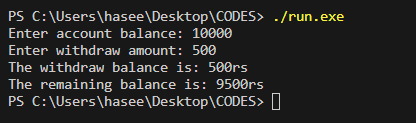 PS C:\Users\hasee\Desktop\CODES> ./run.exe
Enter account balance: 10000
Enter withdraw amount: 500
The withdraw balance is: 500rs
The remaining balance is: 9500rs
PS C:\Users\hasee\Desktop\CODES>